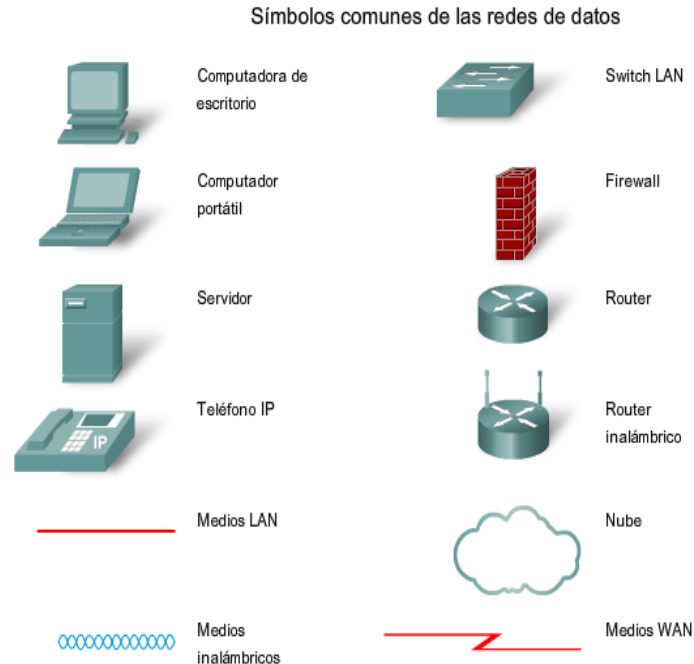 Símbolos comunes de las redes de datos
Computadora de
escritorio
Switch LAN
Computador
portátil
Firewall
Servidor
Router
Teléfono IP
IP
Router
inalámbrico
Medios LAN
Nube
Medios
inalámbricos
Medios WAN